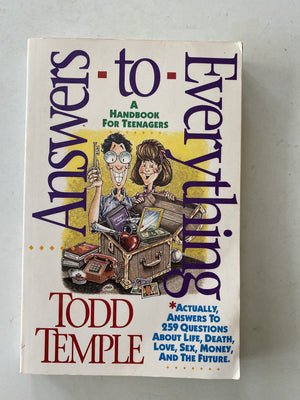 Answers
-to-
Everything
A
HANDBOOK
FOR TEENAGERS
TODD
TEMPLE
*ACTUALLY,
ANSWERS TO
259 QUESTIONS
ABOUT LIFE, DEATH,
LOVE, SEX, MONEY,
AND THE FUTURE.